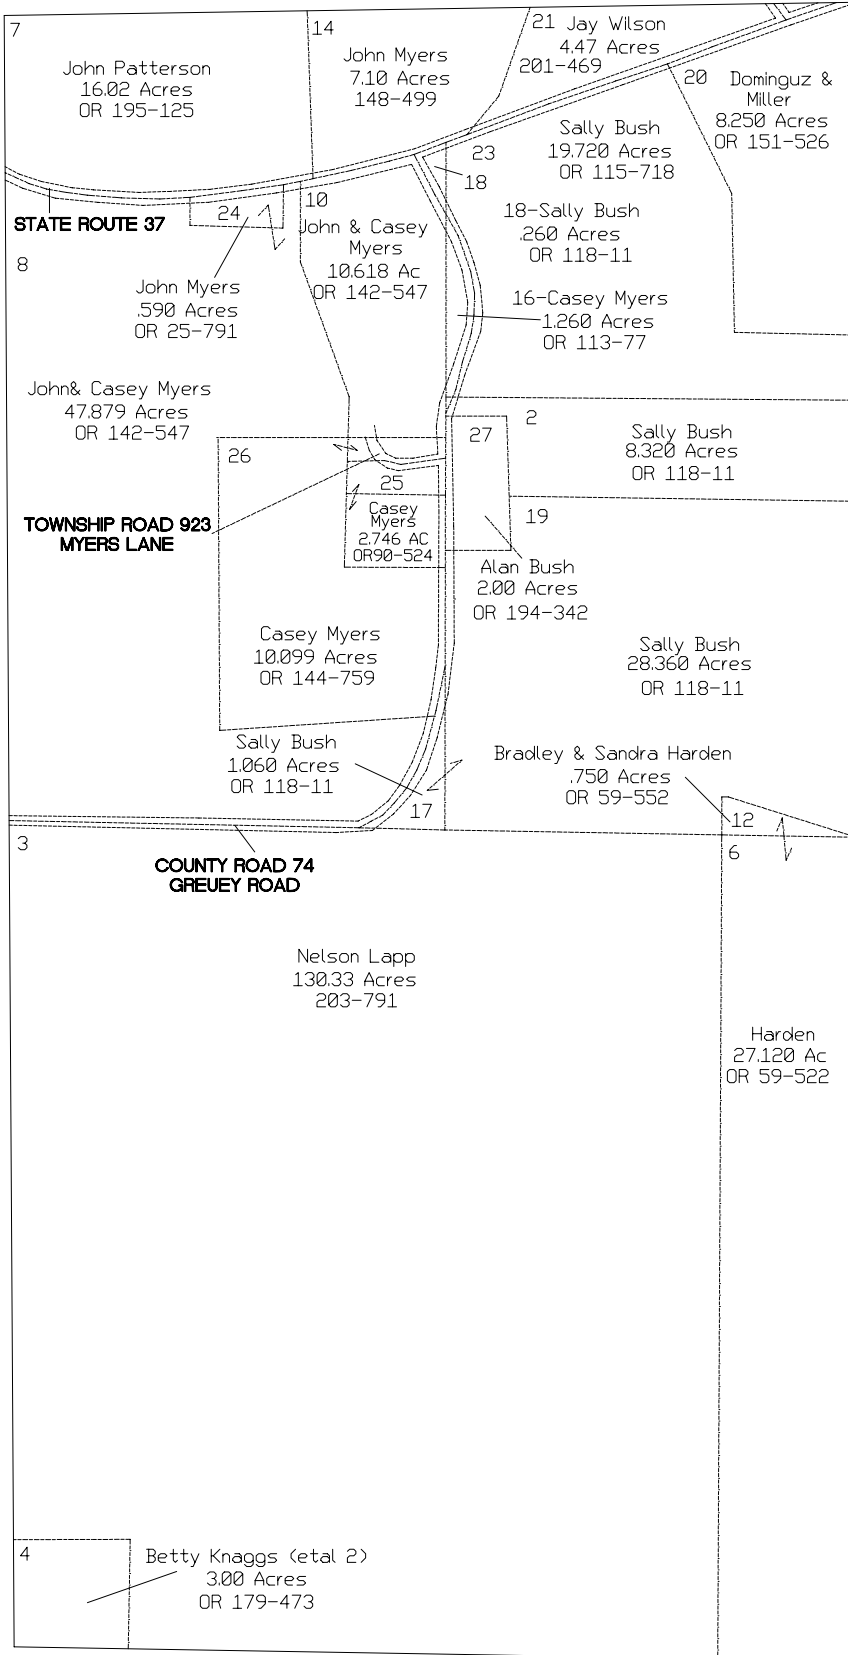 7
John Patterson
16.02 Acres
OR 195-125
14
John Myers
7.10 Acres
148-499
21 Jay Wilson
4.47 Acres
201-469
20 Dominguz &
Miller
8.250 Acres
OR 151-526
23
Sally Bush
19.720 Acres
OR 115-718
18
18-Sally Bush
.260 Acres
OR 118-11
16-Casey Myers
1.260 Acres
OR 113-77
STATE ROUTE 37
24
John Myers
.590 Acres
OR 25-791
10
John & Casey
Myers
10.618 Ac
OR 142-547
8
John& Casey Myers
47.879 Acres
OR 142-547
2
Sally Bush
8.320 Acres
OR 118-11
27
26
25
Casey
Myers
2.746 AC
OR90-524
TOWNSHIP ROAD 923
MYERS LANE
19
Alan Bush
2.00 Acres
OR 194-342
Casey Myers
10.099 Acres
OR 144-759
Sally Bush
28.360 Acres
OR 118-11
Sally Bush
1.060 Acres
OR 118-11
17
Bradley & Sandra Harden
.750 Acres
OR 59-552
12
3
COUNTY ROAD 74
GREUEY ROAD
6
Nelson Lapp
130.33 Acres
203-791
Harden
27.120 Ac
OR 59-522
4
Betty Knaggs (etal 2)
3.00 Acres
OR 179-473